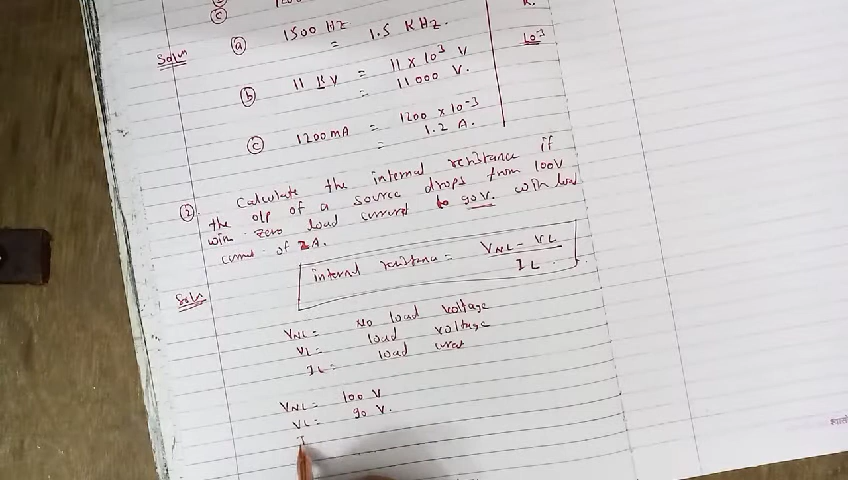 (c)
Soln (a) 1500 Hz
= 1.5 KHz.
(b) 11 KV = 11 x 10³ V
= 11000 V.
(c) 1200mA = 1200 x 10-3
= 1.2 A.
K.
10-3
(2) Calculate the internal resistance if
the o/p of a source drops from 100V
with zero load current to 90V. with load
current of 2A.
Soln internal resistance = VNL - VL / IL
VNL = No load voltage
VL = load voltage
IL = load
VNL = 100 V
VL = 90 V.
I